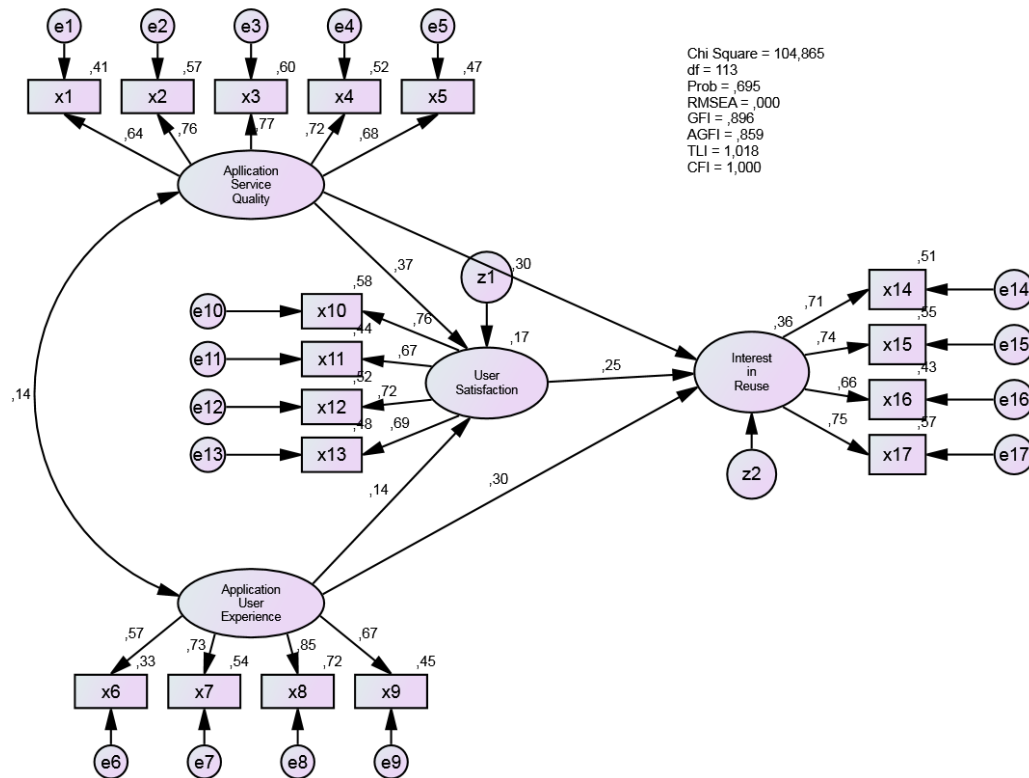 e1
e2
e3
e4
e5
,41
,57
,60
,52
,47
x1
x2
x3
x4
x5
,64
,76
,77
,72
,68
Apllication
Service
Quality
Chi Square = 104,865
df = 113
Prob = ,695
RMSEA = ,000
GFI = ,896
AGFI = ,859
TLI = 1,018
CFI = 1,000
,37
z1
,30
,58
e10
x10
,76
,44
e11
x11
,67
,52
e12
x12
,72
,48
e13
x13
,69
,17
User
Satisfaction
,25
,36
Interest
in
Reuse
z2
,51
,71
x14
e14
,55
,74
x15
e15
,43
,66
x16
e16
,57
,75
x17
e17
,14
,14
,30
Application
User
Experience
,57
,73
,85
,67
,33
,54
,72
,45
x6
x7
x8
x9
e6
e7
e8
e9